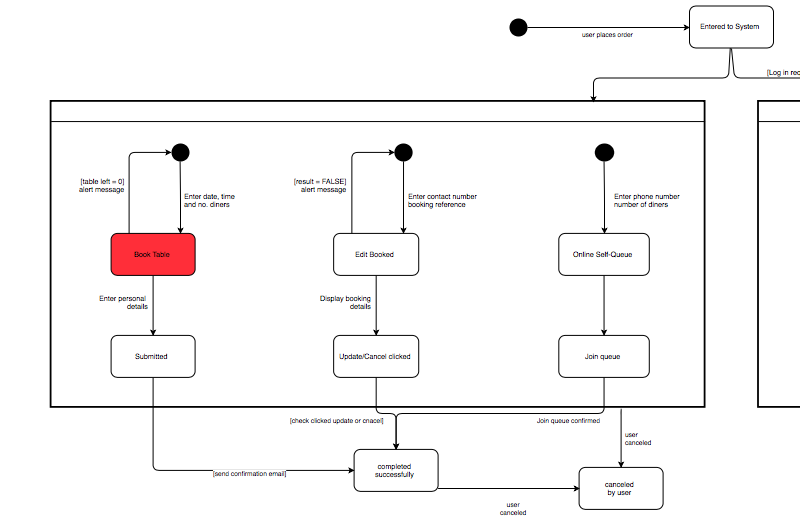 user places order
Entered to System
[Log in
[table left = 0]
alert message
Enter date, time
and no. diners
[result = FALSE]
alert message
Enter contact number
booking reference
Enter phone number
number of diners
Book Table
Edit Booked
Online Self-Queue
Enter personal
details
Display booking
details
Submitted
Update/Cancel clicked
Join queue
[check clicked update or cnacel]
Join queue confirmed
user
canceled
completed
successfully
[send confirmation email]
canceled
by user
user
canceled